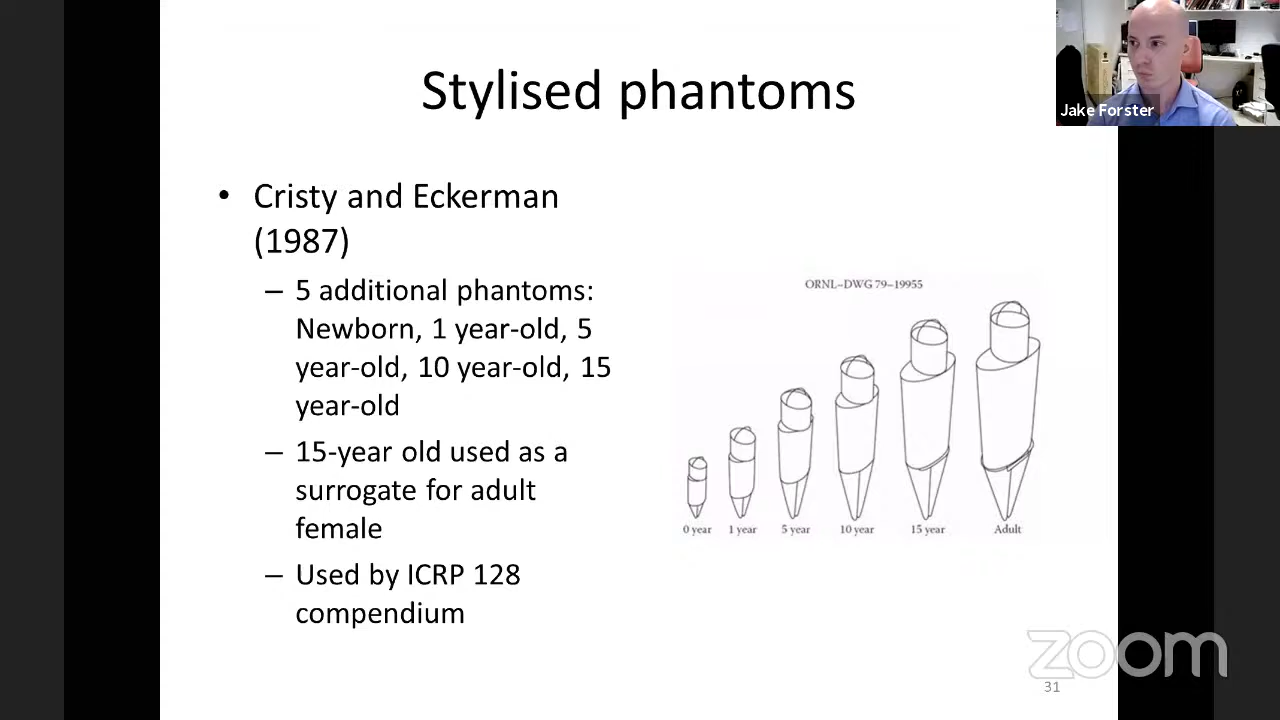 Stylised phantoms
Jake Forster
• Cristy and Eckerman
(1987)
– 5 additional phantoms:
Newborn, 1 year-old, 5
year-old, 10 year-old, 15
year-old
– 15-year old used as a
surrogate for adult
female
– Used by ICRP 128
compendium
ORNL–DWG 79–19955
0 year 1 year 5 year 10 year 15 year Adult
zoom
31